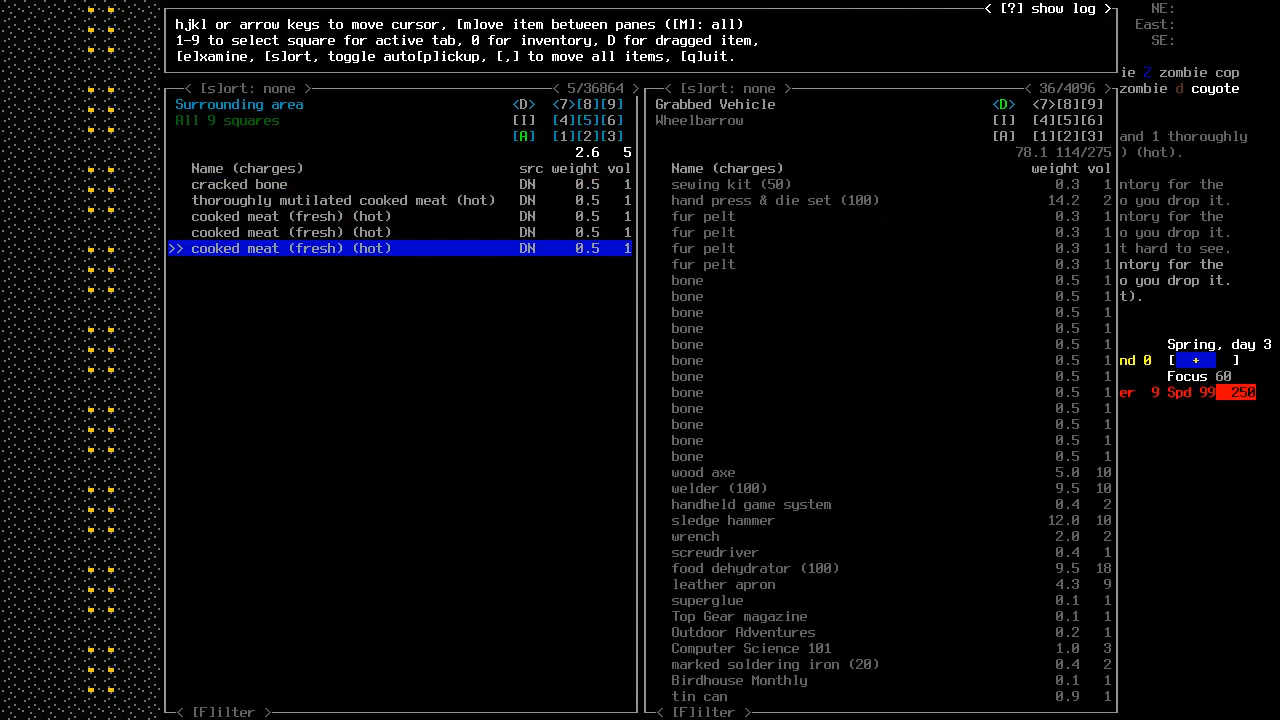 < [?] show log >
hjkl or arrow keys to move cursor, [m]ove item between panes ([M]: all)
1-9 to select square for active tab, 0 for inventory, D for dragged item,
[e]xamine, [s]ort, toggle auto[p]ickup, [,] to move all items, [q]uit.
NE:
East:
SE:
ie Z zombie cop
zombie d coyote
and 1 thoroughly
) (hot).
ntory for the
o you drop it.
ntory for the
o you drop it.
t hard to see.
ntory for the
o you drop it.
t).
Spring, day 3
nd 0 [ + ]
Focus 60
er 9 Spd 99 250
< [s]ort: none > < 5/36864 >
Surrounding area <D> <7>[8][9]
All 9 squares [I] [4][5][6]
[A] [1][2][3]
2.6 5
Name (charges) src weight vol
cracked bone DN 0.5 1
thoroughly mutilated cooked meat (hot) DN 0.5 1
cooked meat (fresh) (hot) DN 0.5 1
cooked meat (fresh) (hot) DN 0.5 1
>> cooked meat (fresh) (hot) DN 0.5 1
< [F]ilter >
< [s]ort: none > < 36/4096 >
Grabbed Vehicle <D> <7>[8][9]
Wheelbarrow [I] [4][5][6]
[A] [1][2][3]
78.1 114/275
Name (charges) weight vol
sewing kit (50) 0.3 1
hand press & die set (100) 14.2 2
fur pelt 0.3 1
fur pelt 0.3 1
fur pelt 0.3 1
fur pelt 0.3 1
bone 0.5 1
bone 0.5 1
bone 0.5 1
bone 0.5 1
bone 0.5 1
bone 0.5 1
bone 0.5 1
bone 0.5 1
bone 0.5 1
bone 0.5 1
bone 0.5 1
bone 0.5 1
wood axe 5.0 10
welder (100) 9.5 10
handheld game system 0.4 2
sledge hammer 12.0 10
wrench 2.0 2
screwdriver 0.4 1
food dehydrator (100) 9.5 18
leather apron 4.3 9
superglue 0.1 1
Top Gear magazine 0.1 1
Outdoor Adventures 0.2 1
Computer Science 101 1.0 3
marked soldering iron (20) 0.4 2
Birdhouse Monthly 0.1 1
tin can 0.9 1
< [F]ilter >